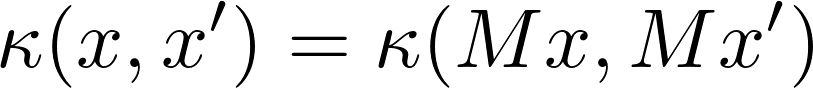 κ(x, x′) = κ(Mx, Mx′)